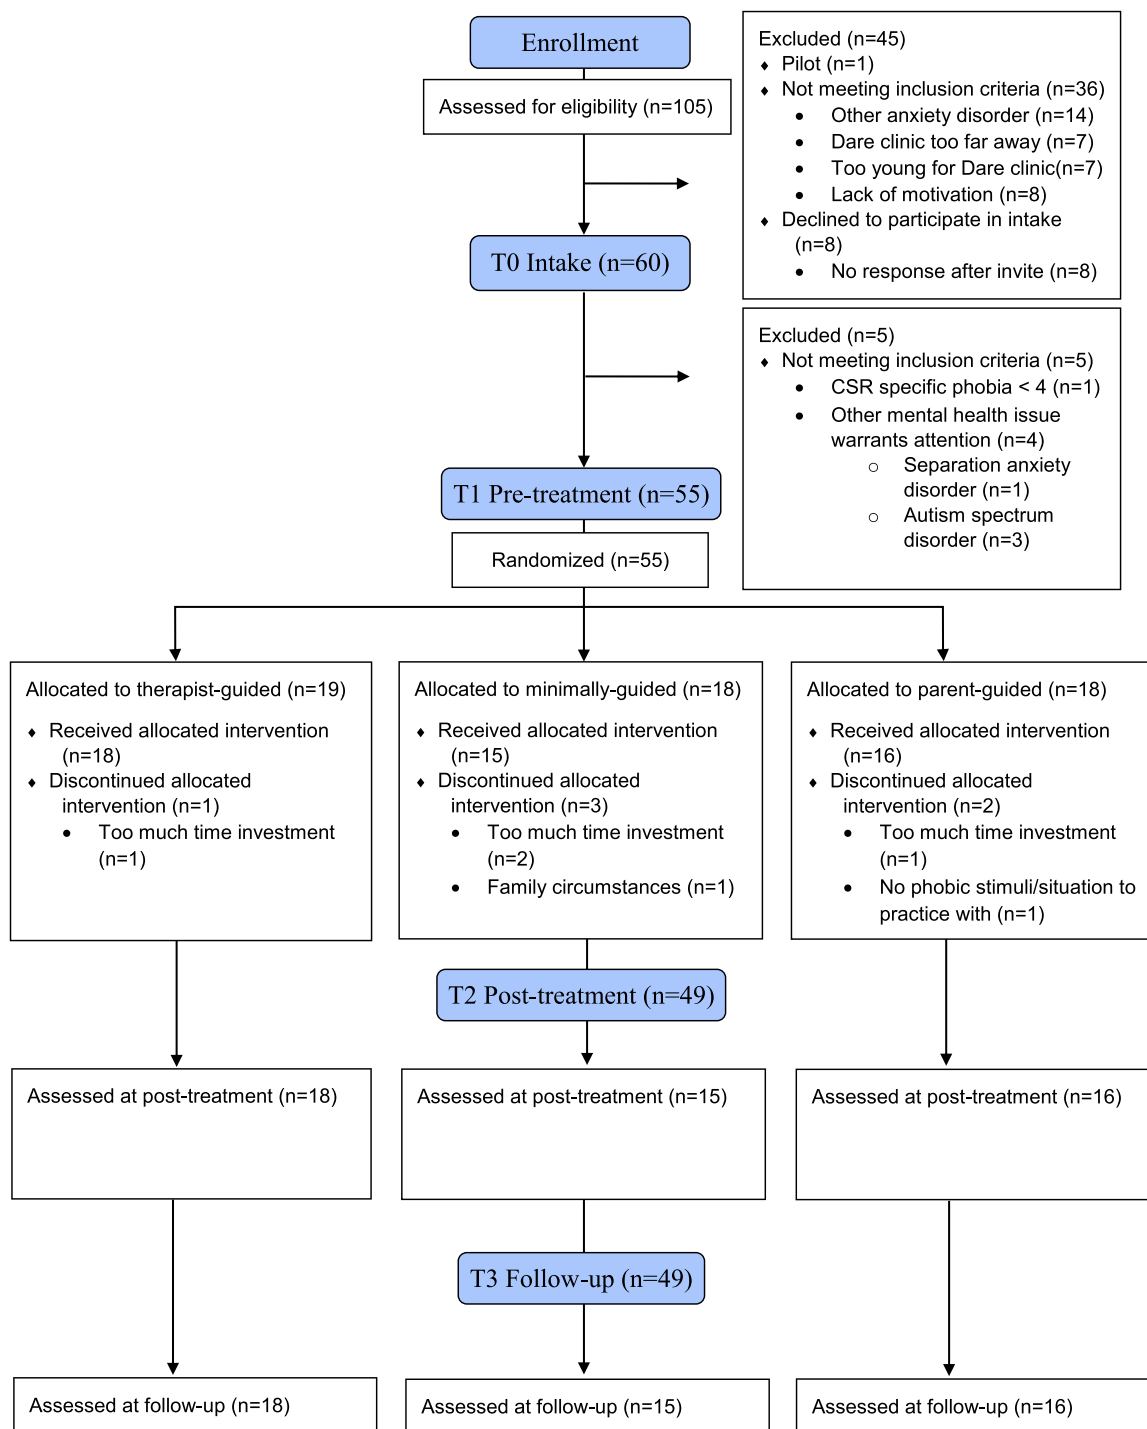 Enrollment
Assessed for eligibility (n=105)
Excluded (n=45)
♦ Pilot (n=1)
♦ Not meeting inclusion criteria (n=36)
• Other anxiety disorder (n=14)
• Dare clinic too far away (n=7)
• Too young for Dare clinic(n=7)
• Lack of motivation (n=8)
♦ Declined to participate in intake
(n=8)
• No response after invite (n=8)
T0 Intake (n=60)
Excluded (n=5)
♦ Not meeting inclusion criteria (n=5)
• CSR specific phobia < 4 (n=1)
• Other mental health issue
warrants attention (n=4)
o Separation anxiety
disorder (n=1)
o Autism spectrum
disorder (n=3)
T1 Pre-treatment (n=55)
Randomized (n=55)
Allocated to therapist-guided (n=19)
♦ Received allocated intervention
(n=18)
♦ Discontinued allocated
intervention (n=1)
• Too much time investment
(n=1)
Allocated to minimally-guided (n=18)
♦ Received allocated intervention
(n=15)
♦ Discontinued allocated
intervention (n=3)
• Too much time investment
(n=2)
• Family circumstances (n=1)
Allocated to parent-guided (n=18)
♦ Received allocated intervention
(n=16)
♦ Discontinued allocated
intervention (n=2)
• Too much time investment
(n=1)
• No phobic stimuli/situation to
practice with (n=1)
T2 Post-treatment (n=49)
Assessed at post-treatment (n=18)
Assessed at post-treatment (n=15)
Assessed at post-treatment (n=16)
T3 Follow-up (n=49)
Assessed at follow-up (n=18)
Assessed at follow-up (n=15)
Assessed at follow-up (n=16)